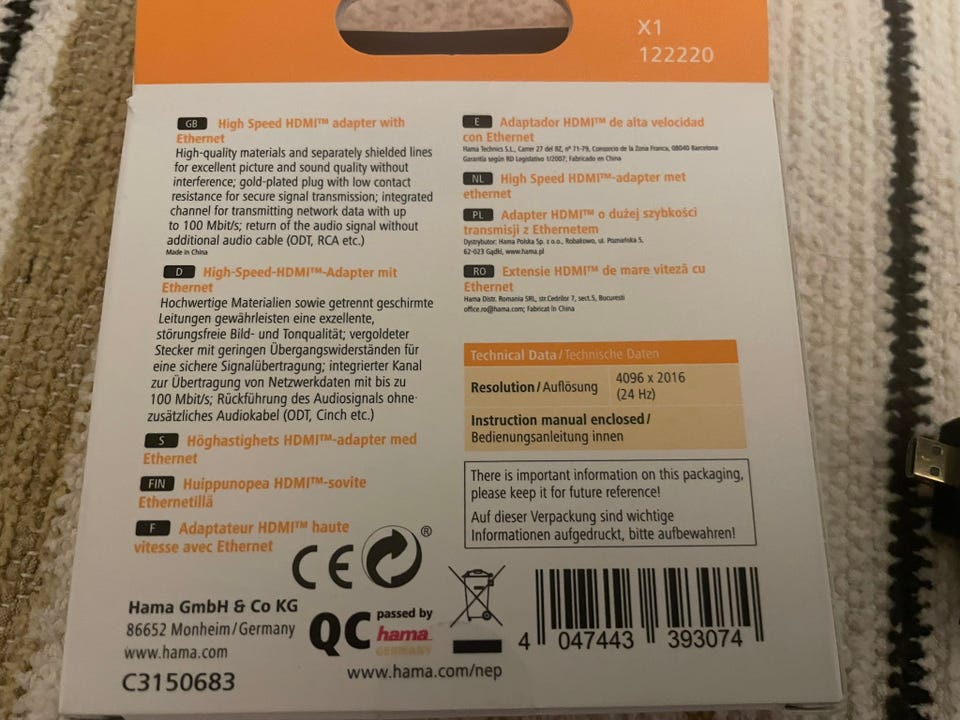 X1
122220
GB High Speed HDMI™ adapter with
Ethernet
High-quality materials and separately shielded lines
for excellent picture and sound quality without
interference; gold-plated plug with low contact
resistance for secure signal transmission; integrated
channel for transmitting network data with up
to 100 Mbit/s; return of the audio signal without
additional audio cable (ODT, RCA etc.)
Made in China
D High-Speed-HDMI™-Adapter mit
Ethernet
Hochwertige Materialien sowie getrennt geschirmte
Leitungen gewährleisten eine exzellente,
störungsfreie Bild- und Tonqualität; vergoldeter
Stecker mit geringen Übergangswiderständen für
eine sichere Signalübertragung; integrierter Kanal
zur Übertragung von Netzwerkdaten mit bis zu
100 Mbit/s; Rückführung des Audiosignals ohne
zusätzliches Audiokabel (ODT, Cinch etc.)
S Höghastighets HDMI™-adapter med
Ethernet
FIN Huippunopea HDMI™-sovite
Ethernetillä
F Adaptateur HDMI™ haute
vitesse avec Ethernet
E Adaptador HDMI™ de alta velocidad
con Ethernet
Hama Technics S.L., Carrer 27 del BZ, nº 71-79, Consorcio de la Zona Franca, 08040 Barcelona
Garantía según RD Legislativo 1/2007; Fabricado en China
NL High Speed HDMI™-adapter met
ethernet
PL Adapter HDMI™ o dużej szybkości
transmisji z Ethernetem
Dystrybutor: Hama Polska Sp. z o.o., Robakowo, ul. Poznańska 5,
62-023 Gądki, www.hama.pl
RO Extensie HDMI™ de mare viteză cu
Ethernet
Hama Distr. Romania SRL, str.Cedrilor 7, sect.5, Bucuresti
office.ro@hama.com; Fabricat in China
Technical Data/Technische Daten
Resolution/Auflösung 4096 x 2016
(24 Hz)
Instruction manual enclosed/
Bedienungsanleitung innen
There is important information on this packaging,
please keep it for future reference!
Auf dieser Verpackung sind wichtige
Informationen aufgedruckt, bitte aufbewahren!
CE ®
Hama GmbH & Co KG
86652 Monheim/Germany
www.hama.com
C3150683
QC passed by
hama
GERMANY
www.hama.com/nep
4 047443 393074